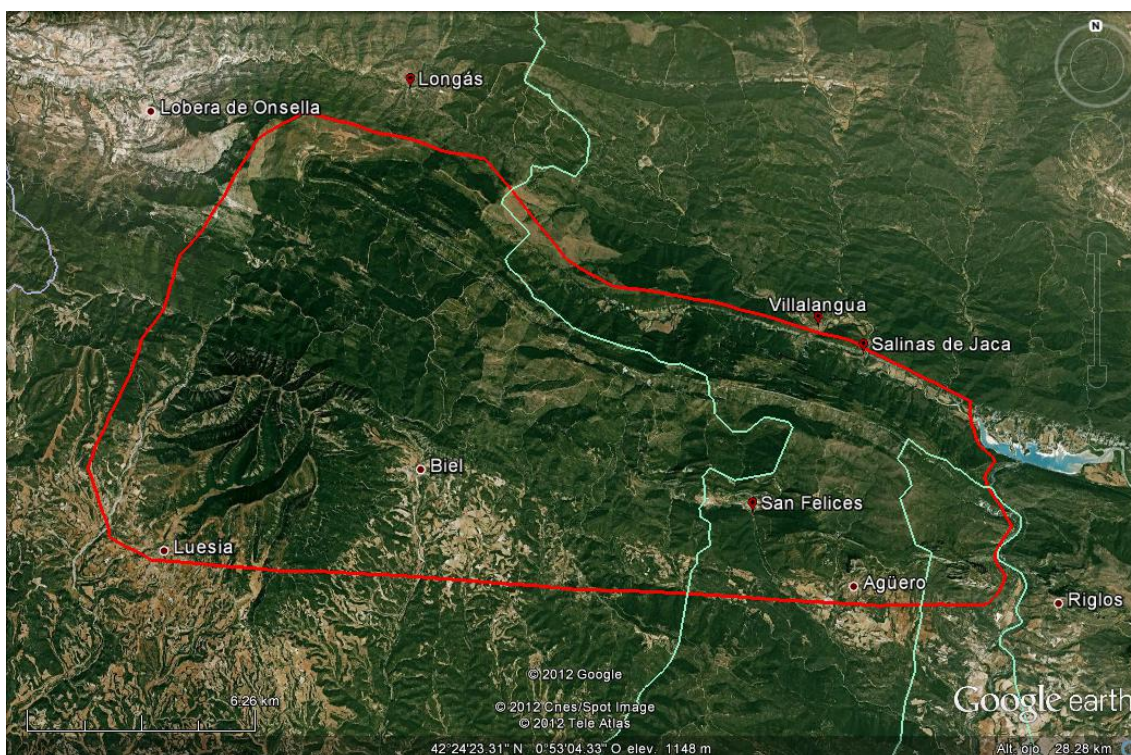 N
Longás
Lobera de Onsella
Villalangua
Salinas de Jaca
Biel
San Felices
Luesia
Agüero
Riglos
© 2012 Google
6.26 km
Google earth
© 2012 Cnes/Spot Image
© 2012 Tele Atlas
42°24'23.31" N 0°53'04.33" O elev. 1148 m
Alt. ojo 28.28 km